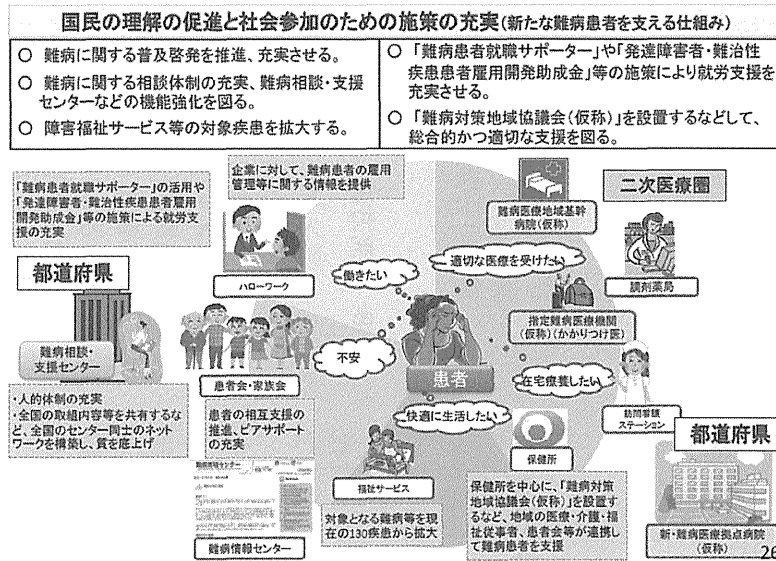 国民の理解の促進と社会参加のための施策の充実(新たな難病患者を支える仕組み)
○ 難病に関する普及啓発を推進、充実させる。
○ 難病に関する相談体制の充実、難病相談・支援
センターなどの機能強化を図る。
○ 障害福祉サービス等の対象疾患を拡大する。
○ 「難病患者就職サポーター」や「発達障害者・難治性
疾患患者雇用開発助成金」等の施策により就労支援を
充実させる。
○ 「難病対策地域協議会(仮称)」を設置するなどして、
総合的かつ適切な支援を図る。
「難病患者就職サポーター」の活用や
「発達障害者・難治性疾患患者雇用
開発助成金」等の施策による就労支
援の充実
企業に対して、難病患者の雇用
管理等に関する情報を提供
難病医療地域基幹
病院(仮称)
二次医療圏
都道府県
ハローワーク
働きたい
適切な医療を受けたい
調剤薬局
難病相談・
支援センター
患者会・家族会
不安
患者
指定難病医療機関
(仮称)(かかりつけ医)
在宅療養したい
訪問看護
ステーション
・人的体制の充実
・全国の取組内容等を共有するな
ど、全国のセンター同士のネット
ワークを構築し、質を底上げ
患者の相互支援の
推進、ピアサポート
の充実
快適に生活したい
保健所
都道府県
難病情報センター
難病情報センター
福祉サービス
対象となる難病等を現
在の130疾患から拡大
保健所を中心に、「難病対策
地域協議会(仮称)」を設置す
るなど、地域の医療・介護・福
祉従事者、患者会等が連携し
て難病患者を支援
新・難病医療拠点病院
(仮称)
26